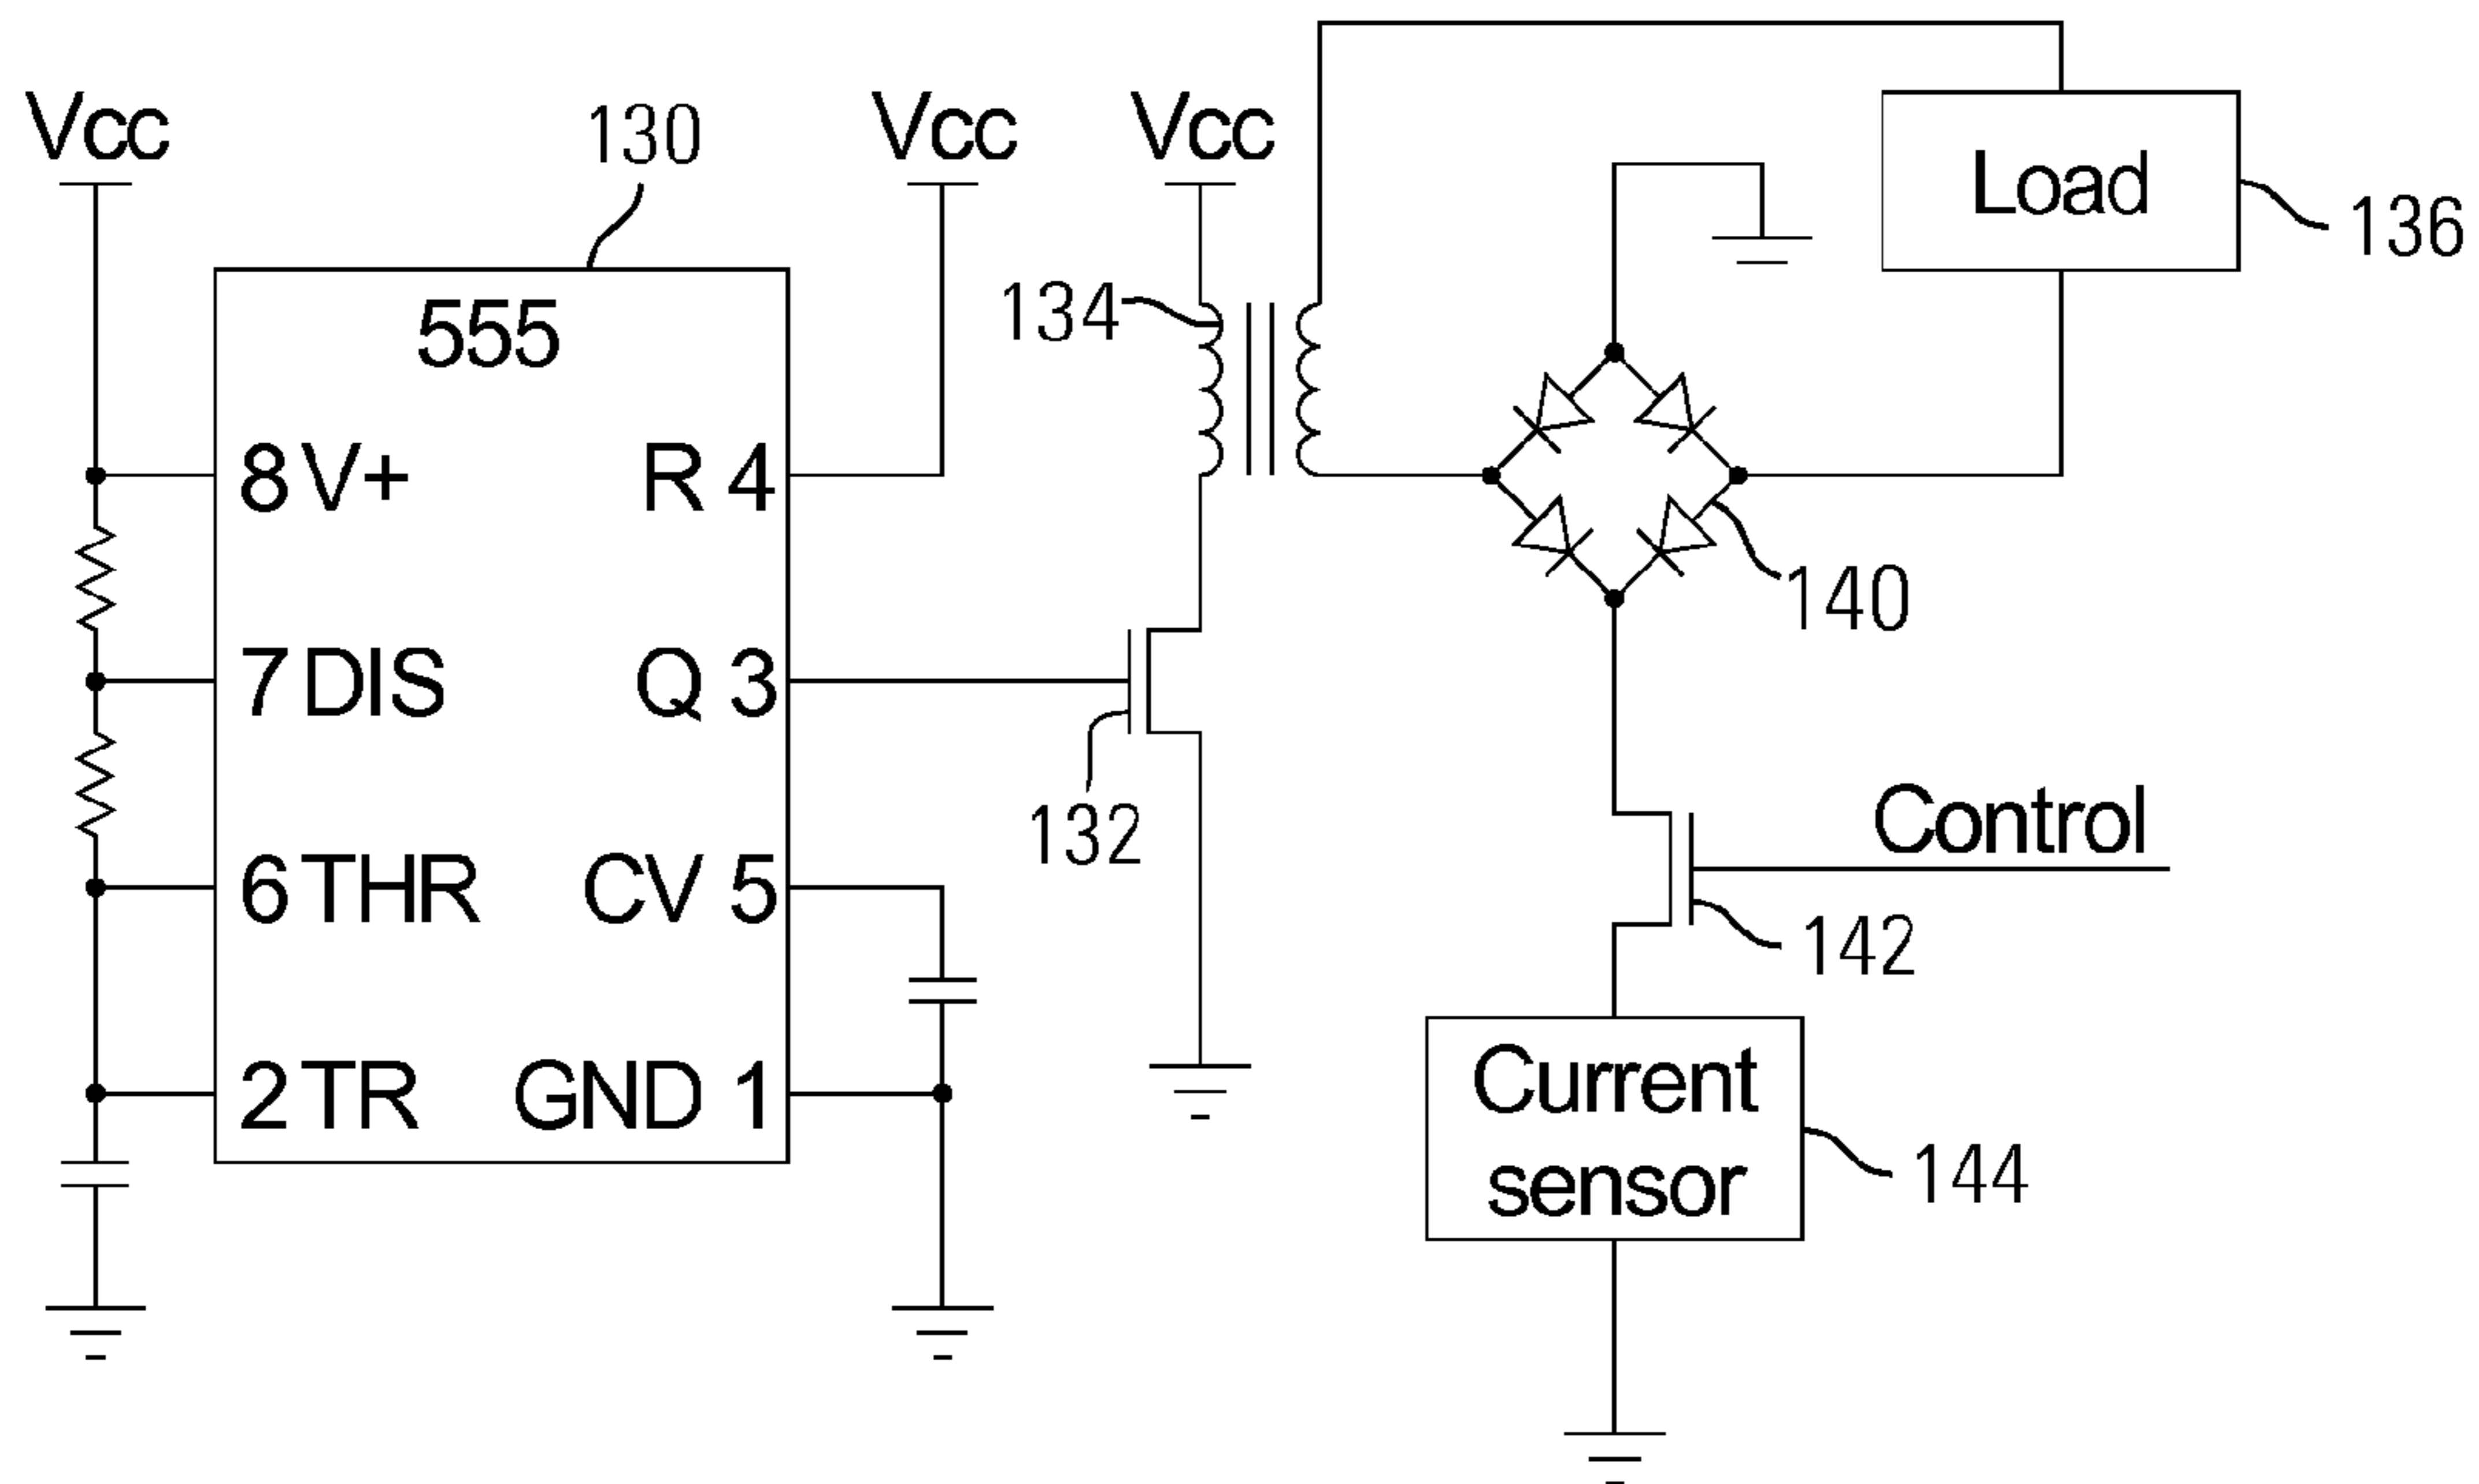 Vcc
130
Vcc
Vcc
Load
136
555
134
8 V+
R 4
140
7 DIS
Q 3
132
Control
6 THR
CV 5
142
2 TR
GND 1
Current
sensor
144